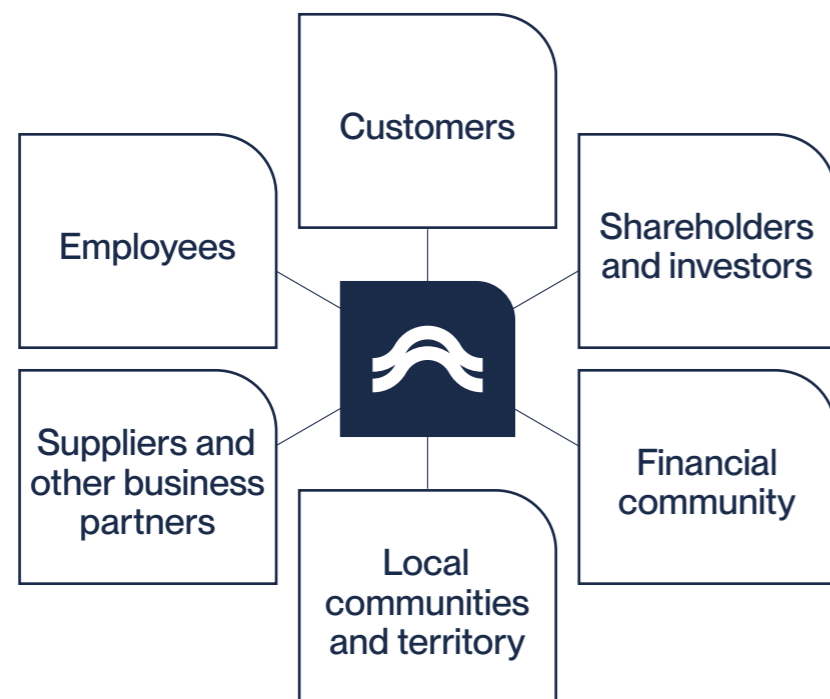 Customers
Employees
Shareholders
and investors
Suppliers and
other business
partners
Financial
community
Local
communities
and territory